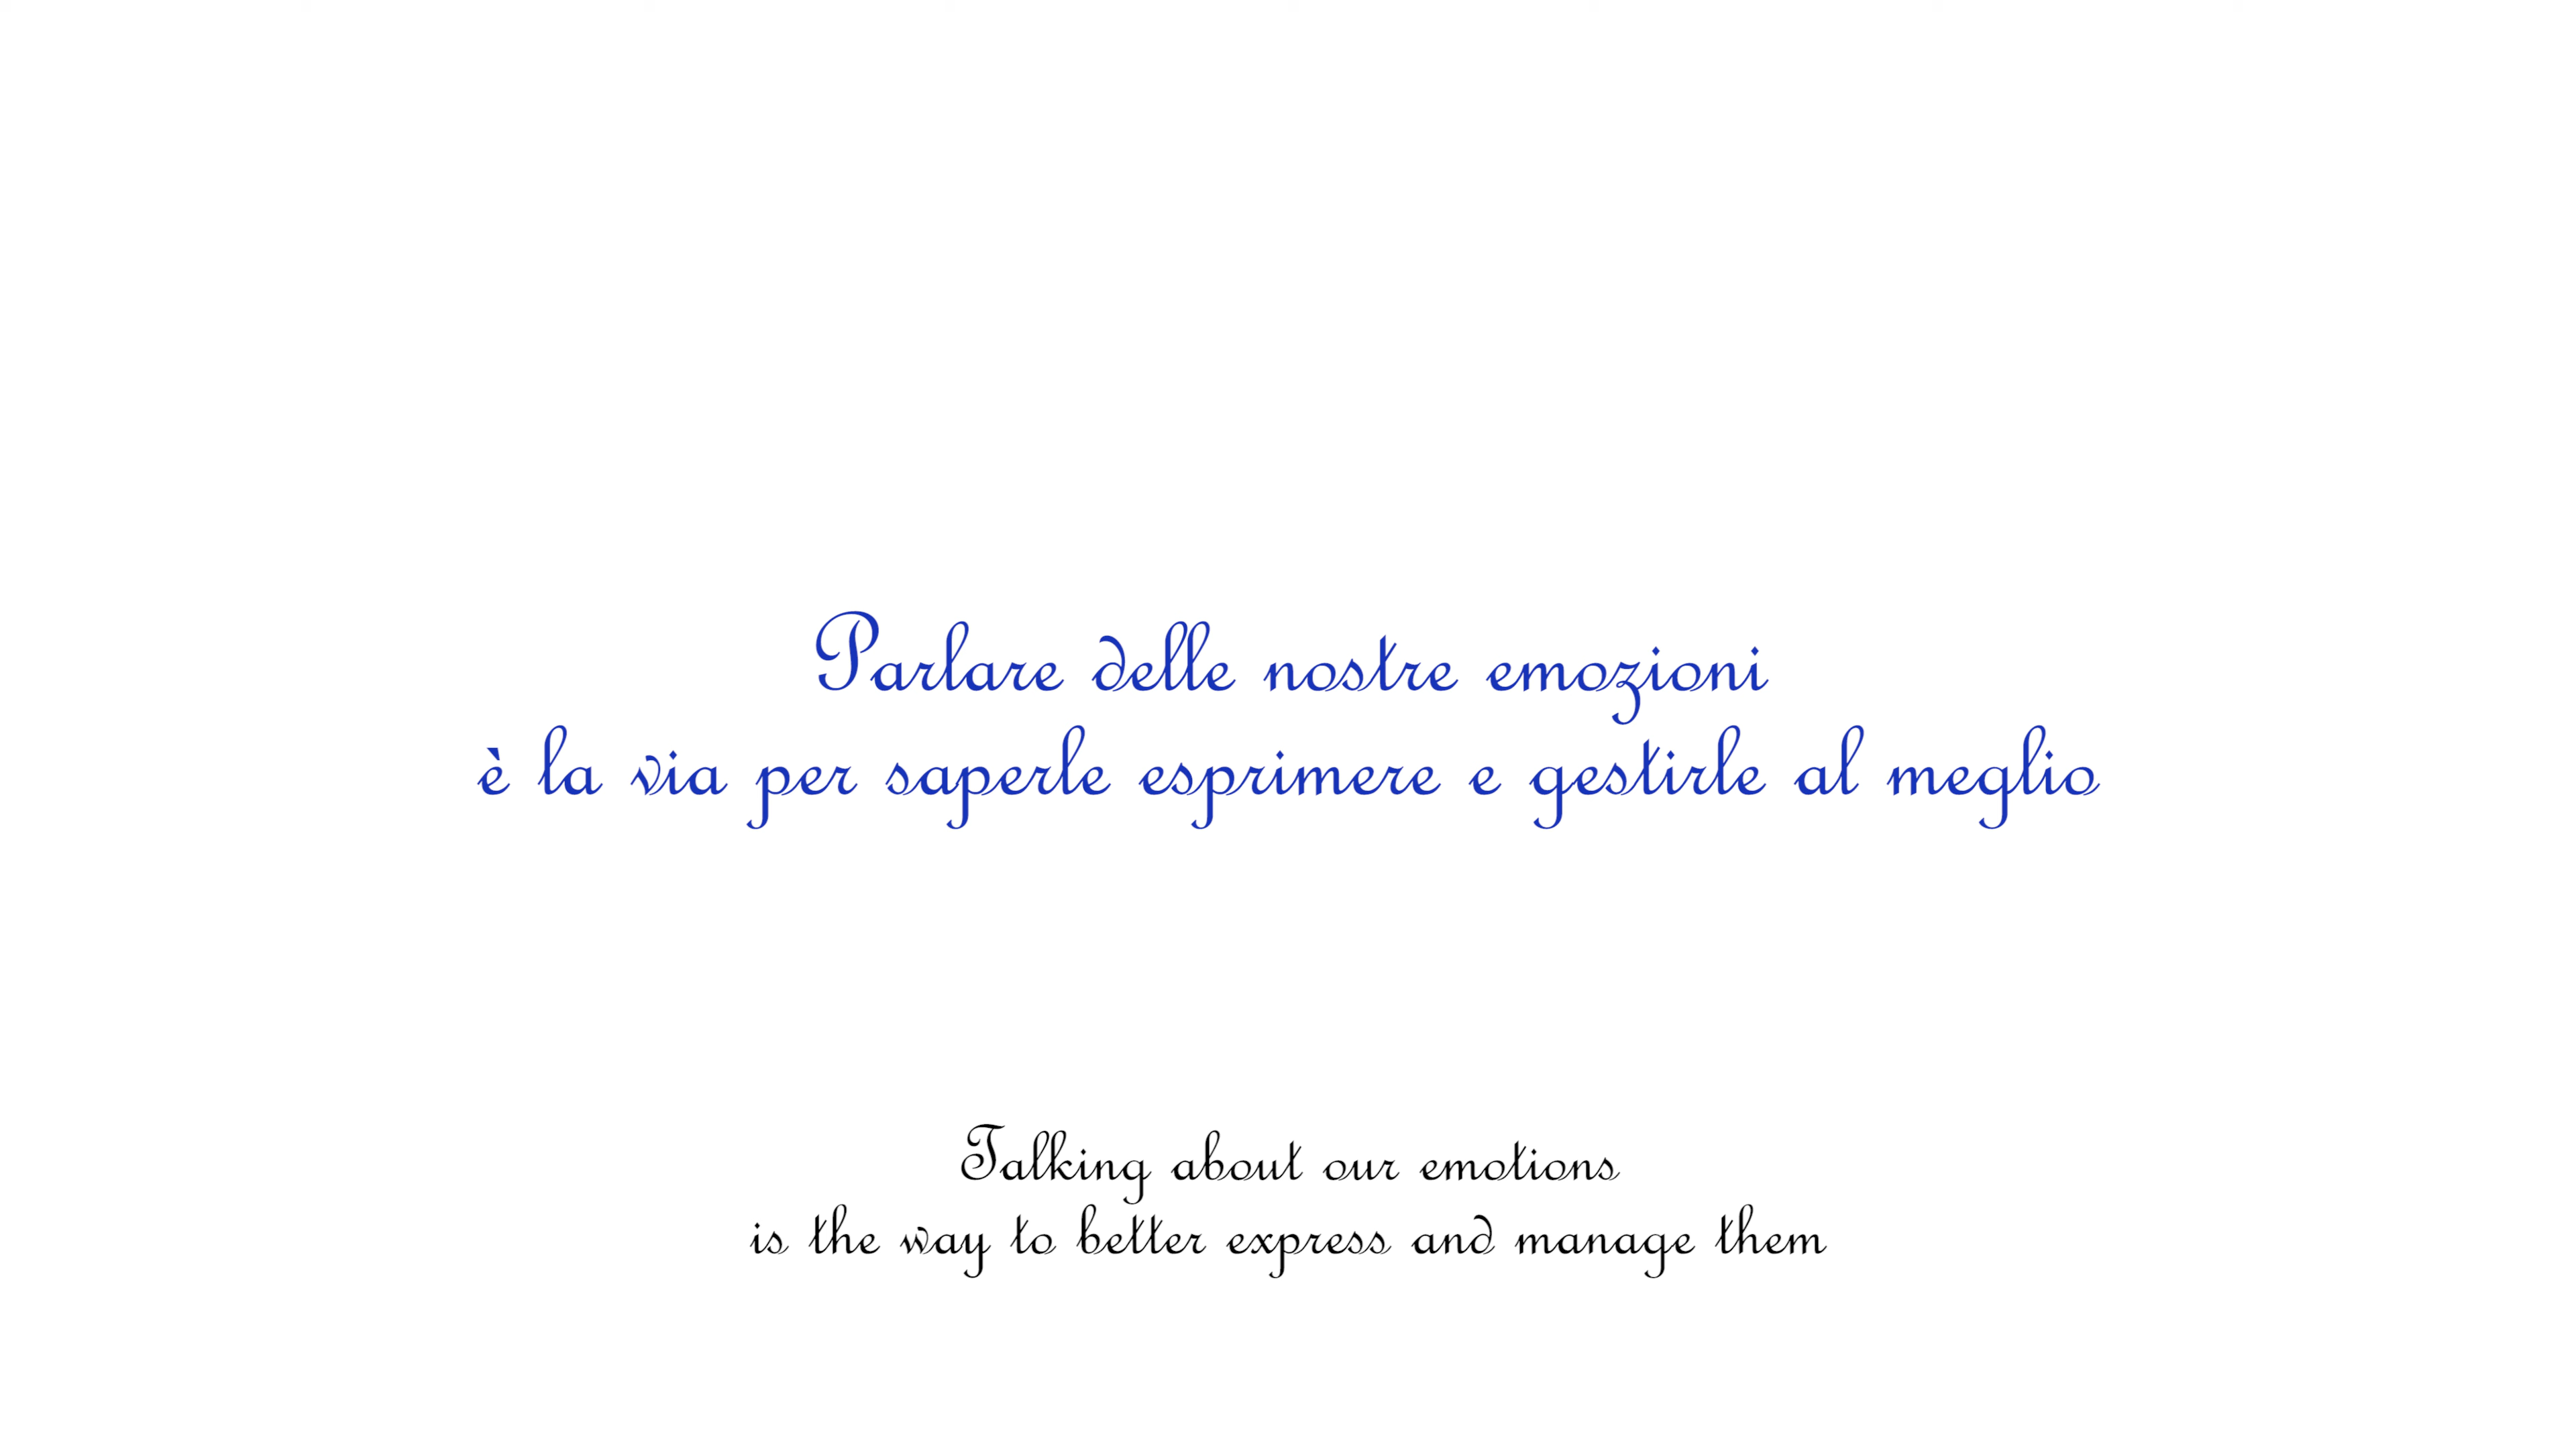 Parlare delle nostre emozioni
è la via per saperle esprimere e gestirle al meglio
Talking about our emotions
is the way to better express and manage them